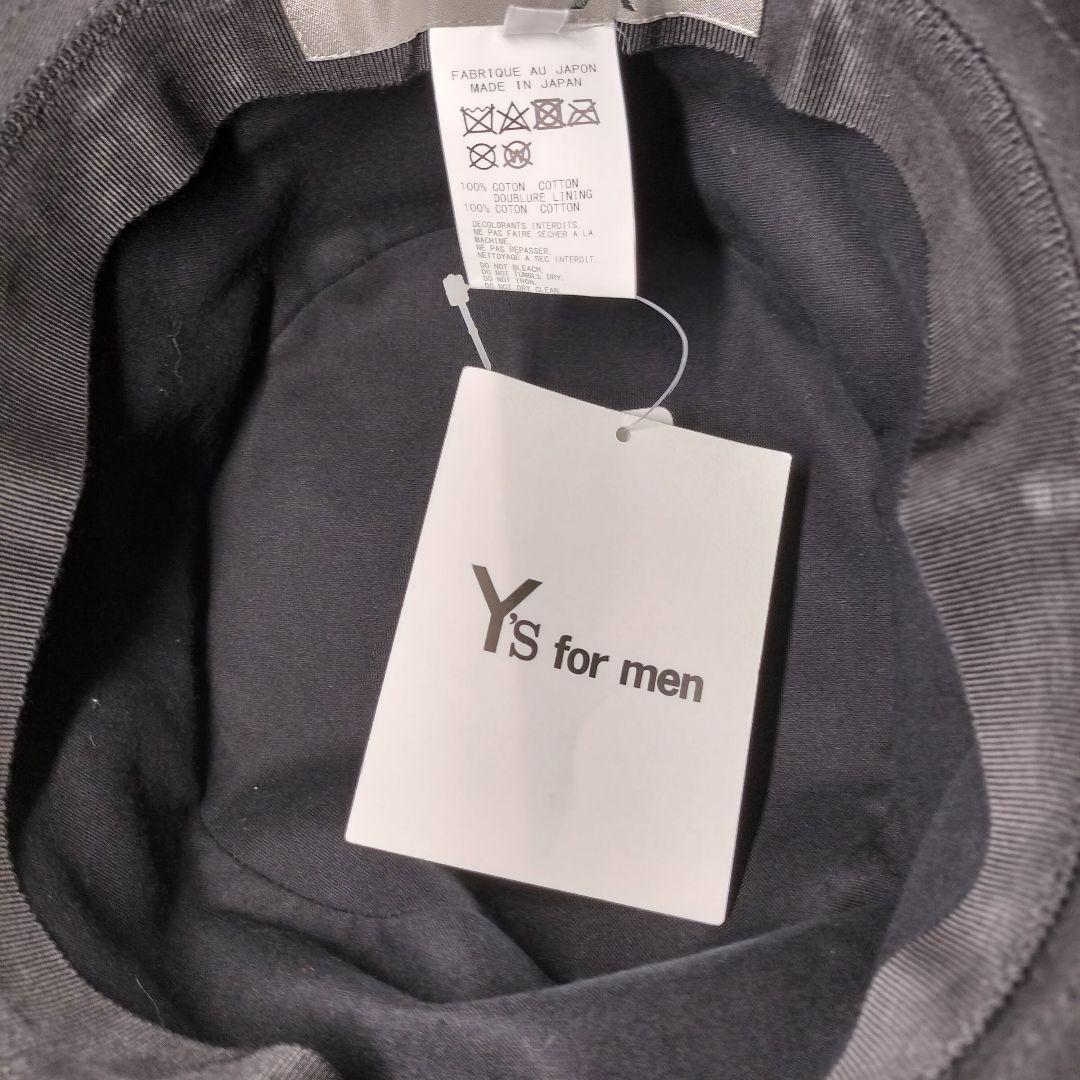 FABRIQUE AU JAPON
MADE IN JAPAN
100% COTON COTTON
DOUBLURE LINING
100% COTON COTTON
DECOLORANTS INTERDITS.
NE PAS FAIRE SECHER A LA
MACHINE.
NE PAS REPASSER.
NETTOYAGE A SEC INTERDIT.
DO NOT BLEACH.
DO NOT TUMBLE DRY.
DO NOT IRON.
DO NOT DRY CLEAN
Y's for men